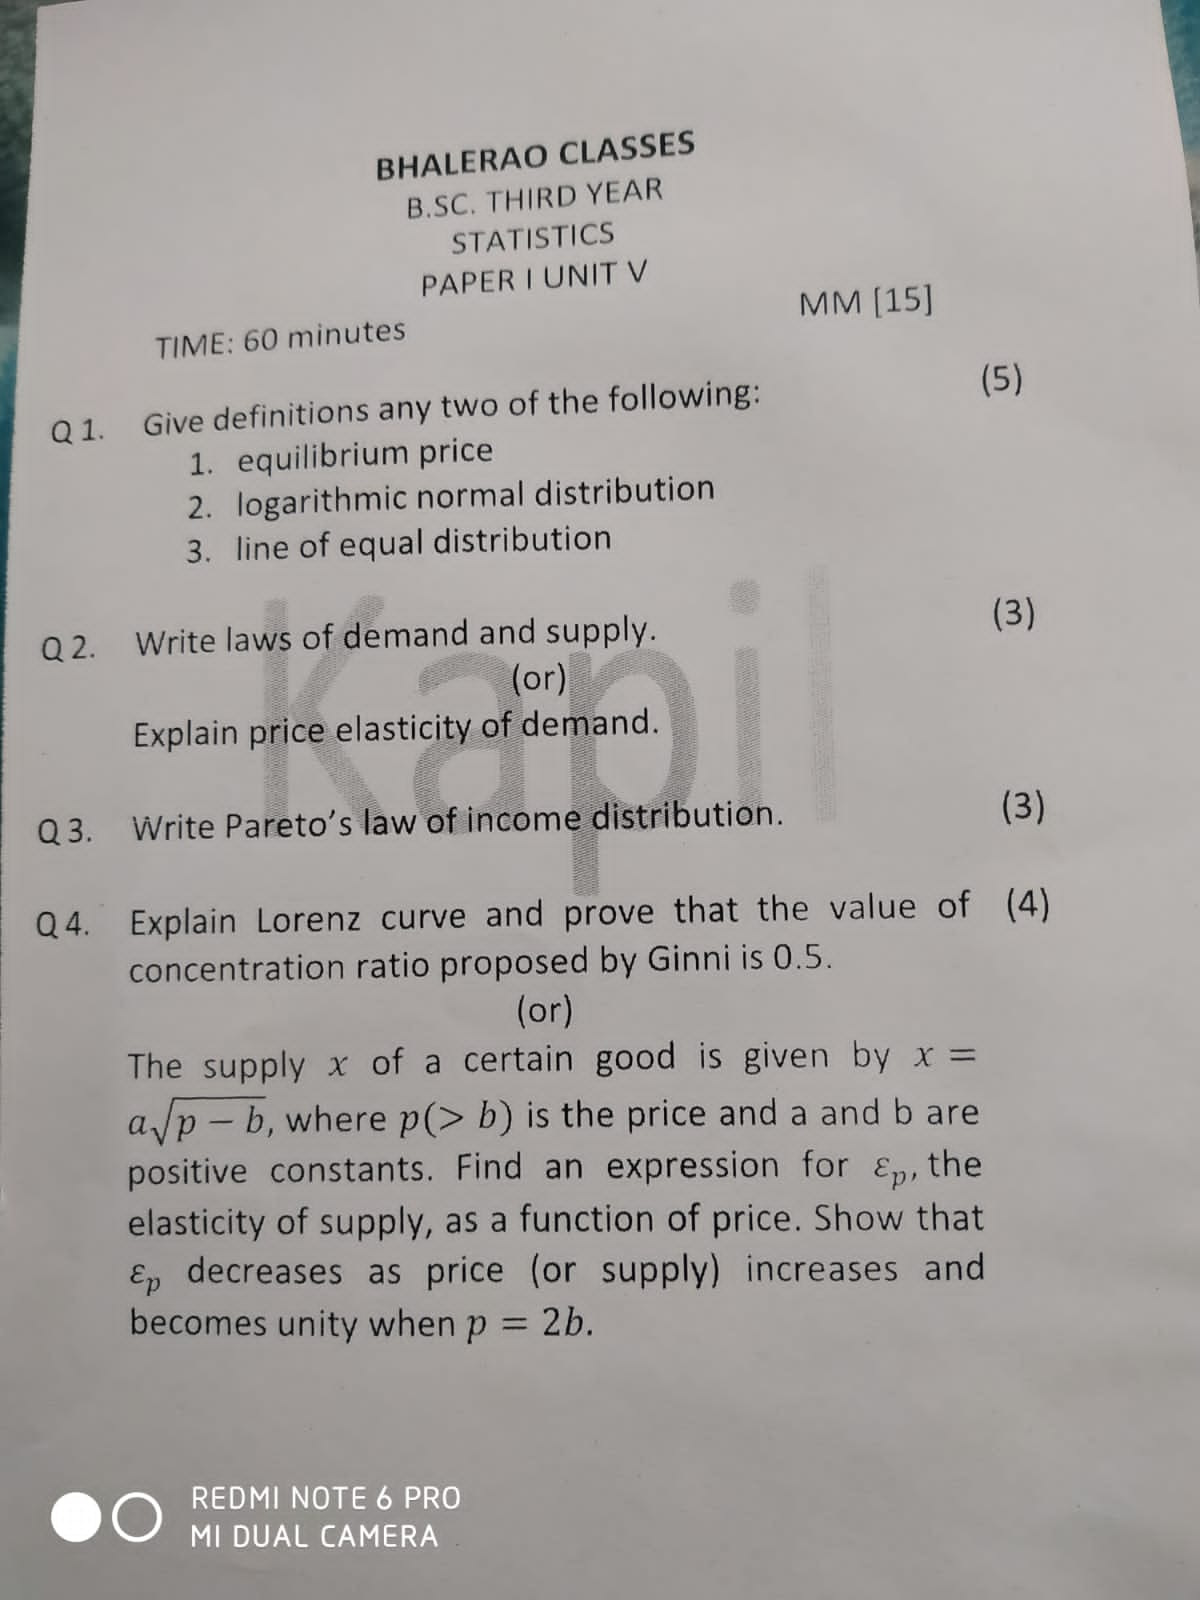 BHALERAO CLASSES
B.SC. THIRD YEAR
STATISTICS
PAPER I UNIT V
MM [15]
TIME: 60 minutes
Q 1. Give definitions any two of the following: (5)
1. equilibrium price
2. logarithmic normal distribution
3. line of equal distribution
Q 2. Write laws of demand and supply. (3)
(or)
Explain price elasticity of demand.
Kapil
Q 3. Write Pareto's law of income distribution. (3)
Q 4. Explain Lorenz curve and prove that the value of (4)
concentration ratio proposed by Ginni is 0.5.
(or)
The supply x of a certain good is given by x =
a√p − b, where p(> b) is the price and a and b are
positive constants. Find an expression for εp, the
elasticity of supply, as a function of price. Show that
εp decreases as price (or supply) increases and
becomes unity when p = 2b.
REDMI NOTE 6 PRO
MI DUAL CAMERA